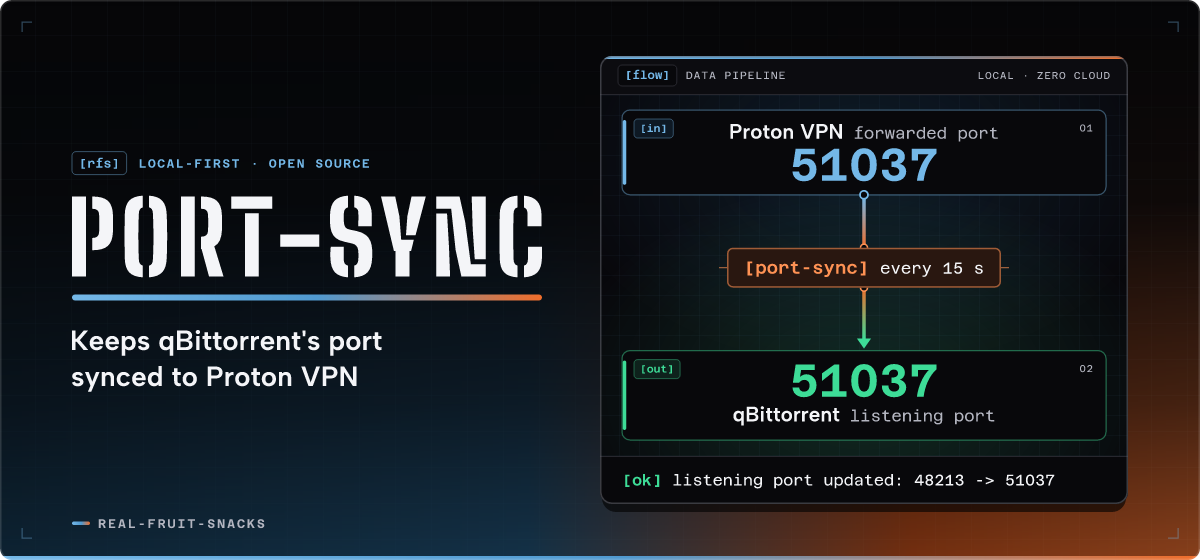 [rfs] LOCAL-FIRST · OPEN SOURCE
PORT-SYNC
Keeps qBittorrent's port
synced to Proton VPN
REAL-FRUIT-SNACKS
[flow] DATA PIPELINE
LOCAL · ZERO CLOUD
[in]
Proton VPN forwarded port
01
51037
[port-sync] every 15 s
[out]
51037
02
qBittorrent listening port
[ok] listening port updated: 48213 -> 51037